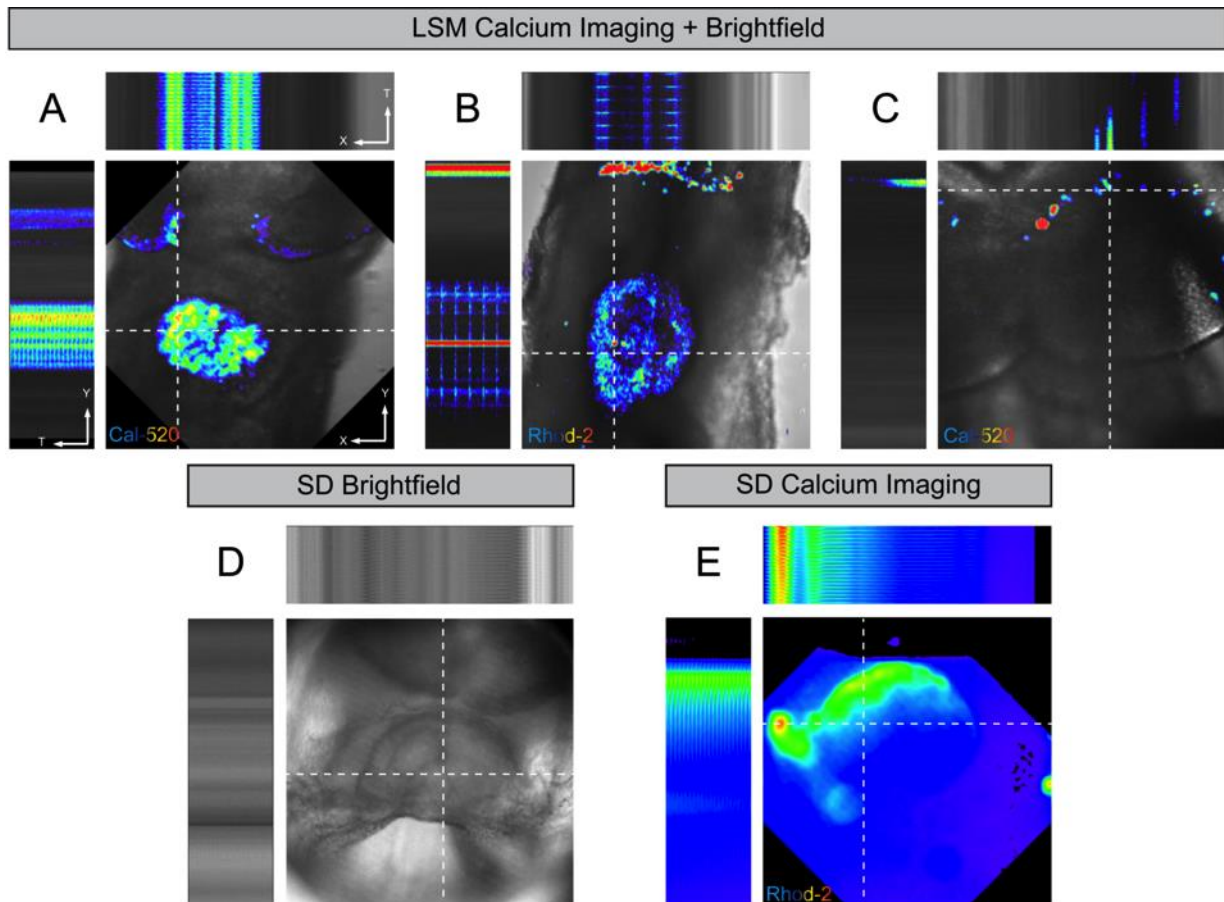 LSM Calcium Imaging + Brightfield
A
B
C
T
X
Y
T
Y
X
Cal-520
Rhod-2
Cal-520
SD Brightfield
SD Calcium Imaging
D
E
Rhod-2